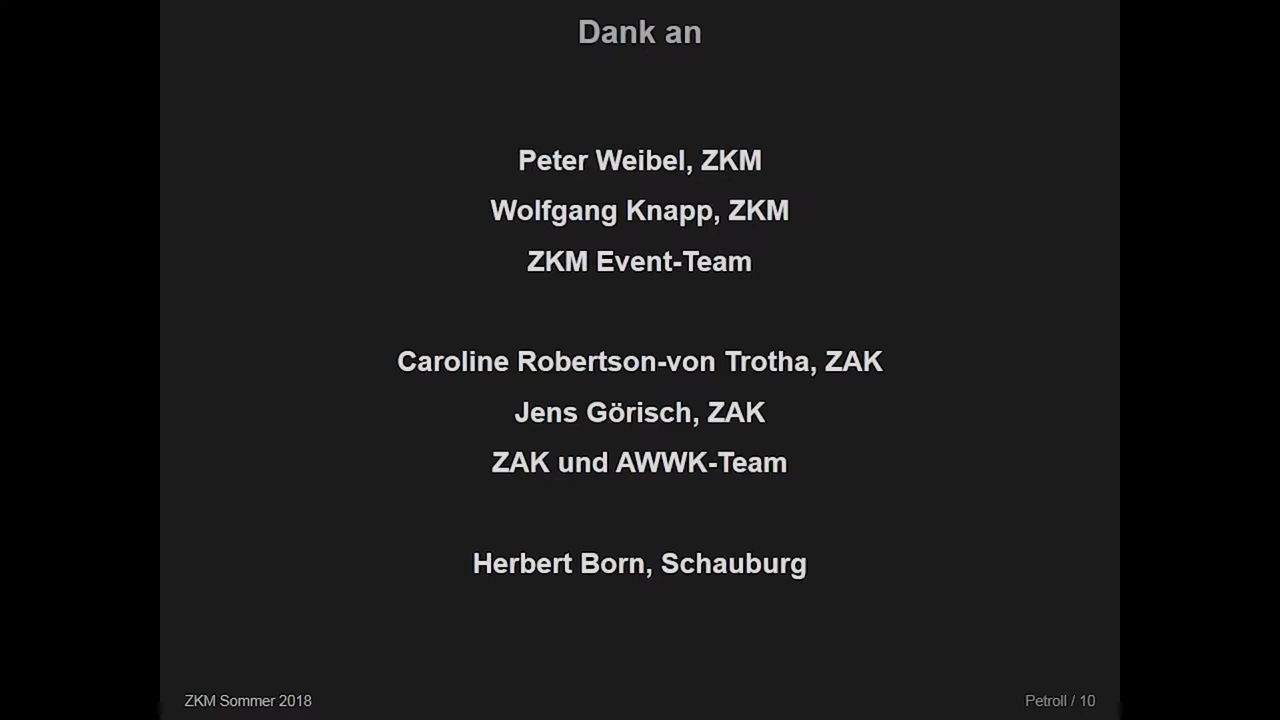 Dank an
Peter Weibel, ZKM
Wolfgang Knapp, ZKM
ZKM Event-Team
Caroline Robertson-von Trotha, ZAK
Jens Görisch, ZAK
ZAK und AWWK-Team
Herbert Born, Schauburg
ZKM Sommer 2018
Petroll / 10